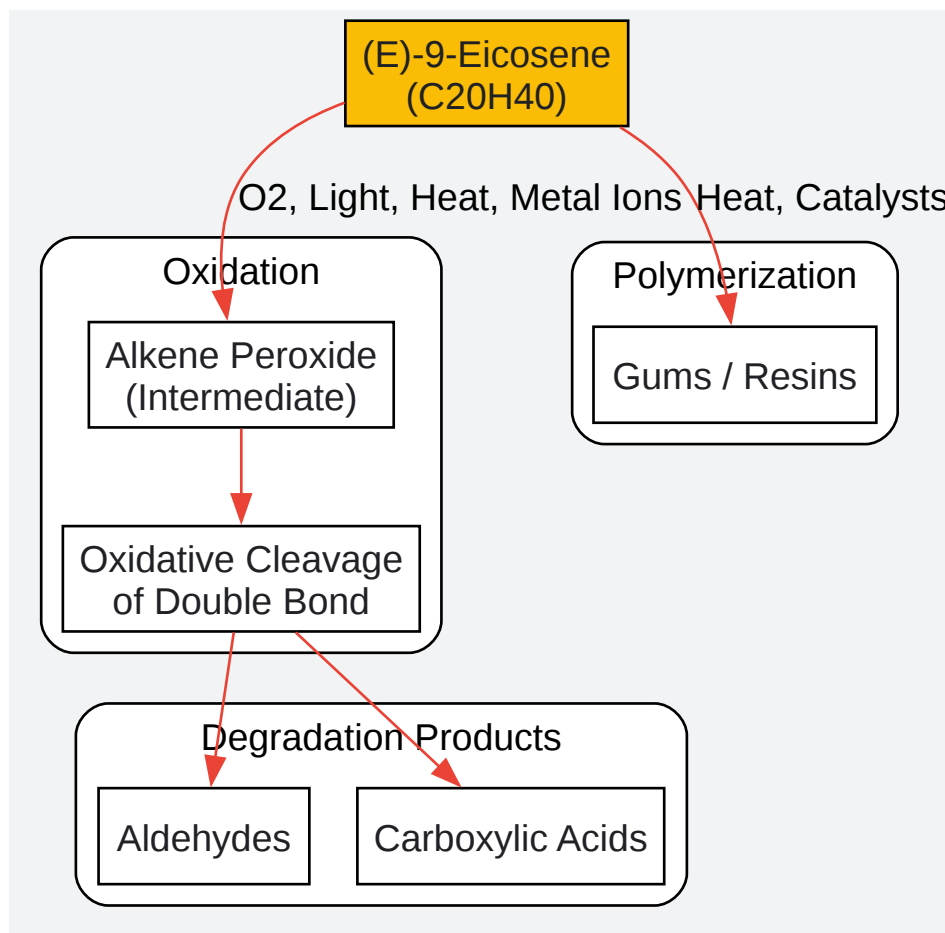 (E)-9-Eicosene
(C20H40)
O2, Light, Heat, Metal Ions
Heat, Catalysts
Oxidation
Polymerization
Alkene Peroxide
(Intermediate)
Gums / Resins
Oxidative Cleavage
of Double Bond
Degradation Products
Aldehydes
Carboxylic Acids